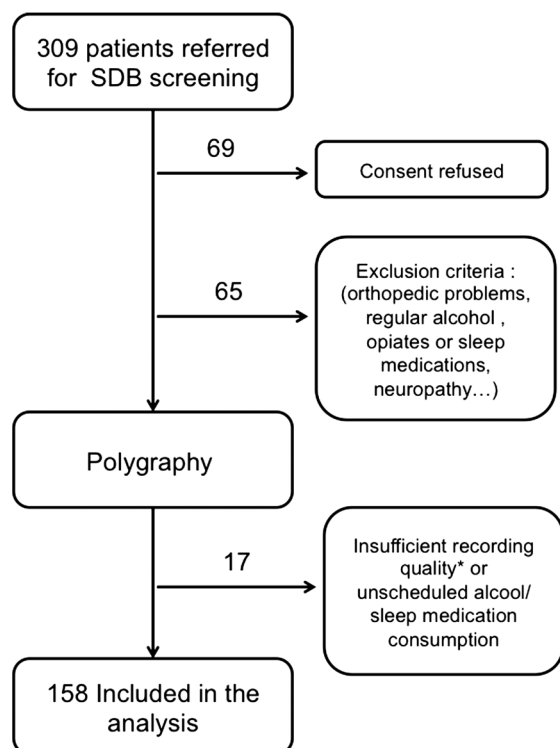 309 patients referred
for SDB screening
69
Consent refused
65
Exclusion criteria :
(orthopedic problems,
regular alcohol ,
opiates or sleep
medications,
neuropathy…)
Polygraphy
17
Insufficient recording
quality* or
unscheduled alcool/
sleep medication
consumption
158 Included in the
analysis